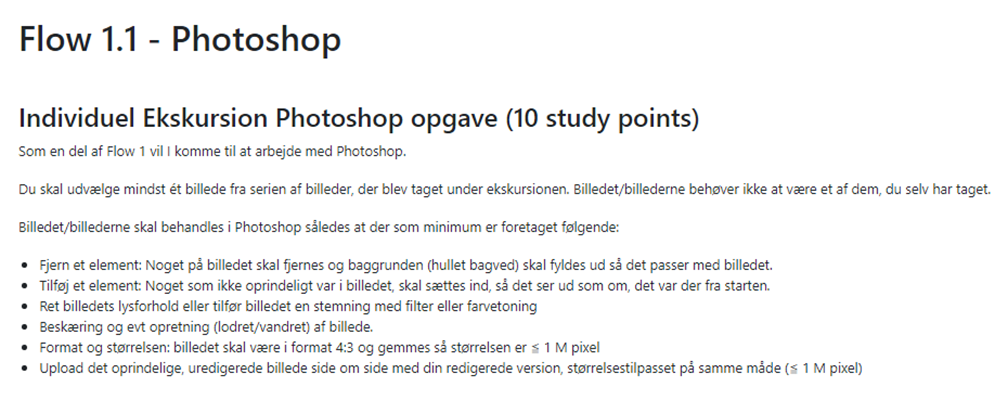 Flow 1.1 - Photoshop
Individuel Ekskursion Photoshop opgave (10 study points)
Som en del af Flow 1 vil I komme til at arbejde med Photoshop.
Du skal udvælge mindst ét billede fra serien af billeder, der blev taget under ekskursionen. Billedet/billederne behøver ikke at være et af dem, du selv har taget.
Billedet/billederne skal behandles i Photoshop således at der som minimum er foretaget følgende:
• Fjern et element: Noget på billedet skal fjernes og baggrunden (hullet bagved) skal fyldes ud så det passer med billedet.
• Tilføj et element: Noget som ikke oprindeligt var i billedet, skal sættes ind, så det ser ud som om, det var der fra starten.
• Ret billedets lysforhold eller tilfør billedet en stemning med filter eller farvetoning
• Beskæring og evt opretning (lodret/vandret) af billede.
• Format og størrelsen: billedet skal være i format 4:3 og gemmes så størrelsen er ≦ 1 M pixel
• Upload det oprindelige, uredigerede billede side om side med din redigerede version, størrelsestilpasset på samme måde (≦ 1 M pixel)